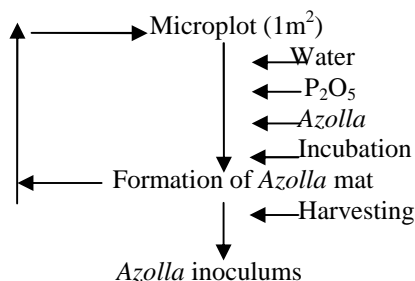 Microplot (1m²)
Water
P₂O₅
Azolla
Incubation
Formation of Azolla mat
Harvesting
Azolla inoculums